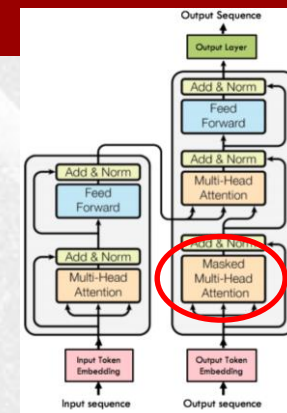 Output Sequence
Output Layer
Add & Norm
Feed
Forward
Add & Norm
Multi-Head
Attention
Add & Norm
Masked
Multi-Head
Attention
Output Token
Embedding
Output sequence
Add & Norm
Feed
Forward
Add & Norm
Multi-Head
Attention
Input Token
Embedding
Input sequence